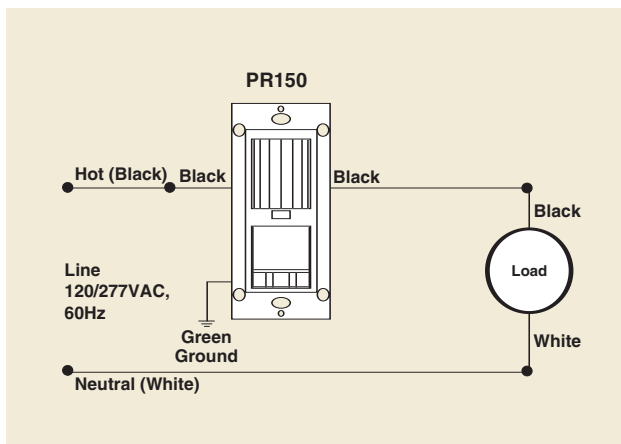 PR150
Hot (Black)
Black
Black
Black
Line
120/277VAC,
60Hz
Load
Green
Ground
White
Neutral (White)